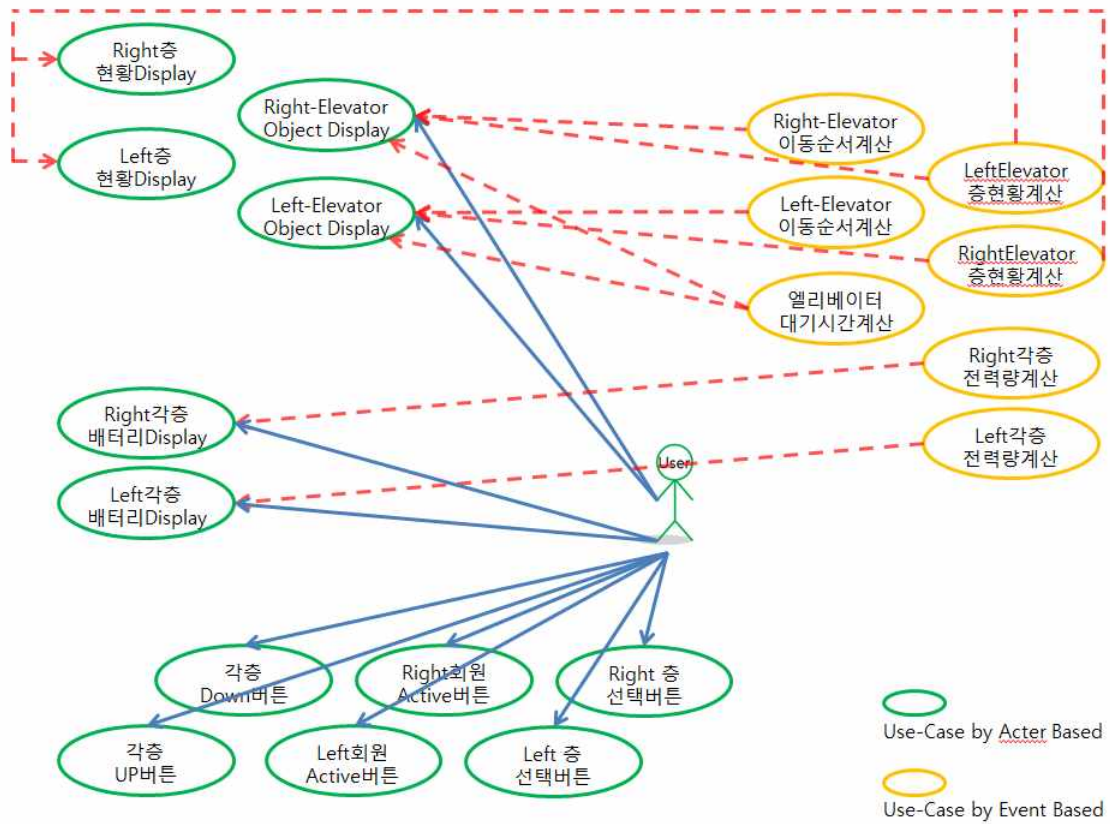 Right층
현황Display
Right-Elevator
Object Display
Right-Elevator
이동순서계산
Left층
현황Display
LeftElevator
층현황계산
Left-Elevator
Object Display
Left-Elevator
이동순서계산
RightElevator
층현황계산
엘리베이터
대기시간계산
Right각층
전력량계산
Right각층
배터리Display
Left각층
전력량계산
User
Left각층
배터리Display
각층
Down버튼
Right회원
Active버튼
Right 층
선택버튼
각층
UP버튼
Left회원
Active버튼
Left 층
선택버튼
Use-Case by Acter Based
Use-Case by Event Based